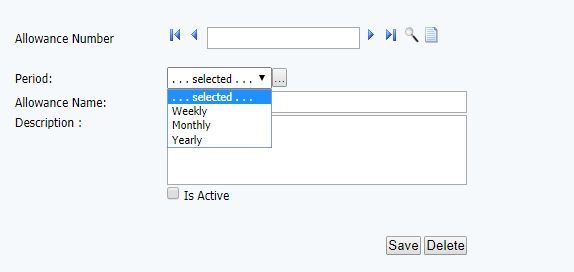 Allowance Number
Period: . . . selected . . . ...
. . . selected . . .
Allowance Name:
Weekly
Description :
Monthly
Yearly
Is Active
Save Delete